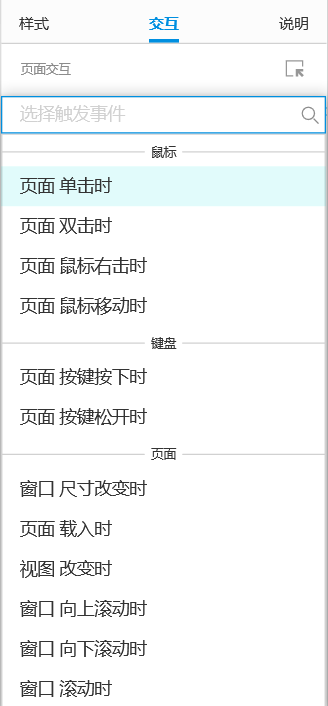 样式 交互 说明
页面交互
选择触发事件
鼠标
页面 单击时
页面 双击时
页面 鼠标右击时
页面 鼠标移动时
键盘
页面 按键按下时
页面 按键松开时
页面
窗口 尺寸改变时
页面 载入时
视图 改变时
窗口 向上滚动时
窗口 向下滚动时
窗口 滚动时